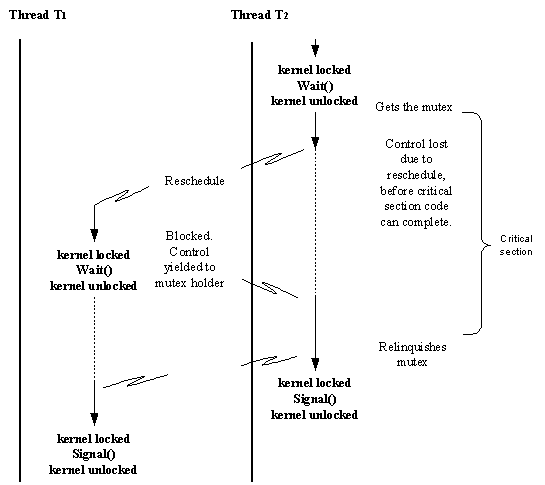 Thread T1
Thread T2
kernel locked
Wait()
kernel unlocked
Gets the mutex
Control lost
due to
reschedule,
before critical
section code
can complete.
Critical
section
Reschedule
Blocked.
Control
yielded to
mutex holder
kernel locked
Wait()
kernel unlocked
Relinquishes
mutex
kernel locked
Signal()
kernel unlocked
kernel locked
Signal()
kernel unlocked